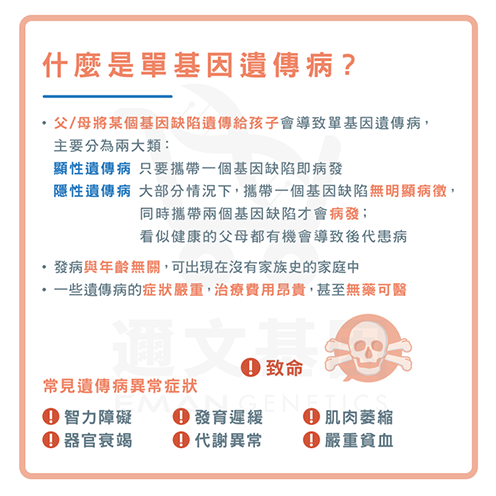 什麼是單基因遺傳病？
• 父/母將某個基因缺陷遺傳給孩子會導致單基因遺傳病，
主要分為兩大類：
顯性遺傳病 只要攜帶一個基因缺陷即病發
隱性遺傳病 大部分情況下，攜帶一個基因缺陷無明顯病徵，
同時攜帶兩個基因缺陷才會病發；
看似健康的父母都有機會導致後代患病
• 發病與年齡無關，可出現在沒有家族史的家庭中
• 一些遺傳病的症狀嚴重，治療費用昂貴，甚至無藥可醫
邇文基
! 致命
常見遺傳病異常症狀
EMAN GENETICS
! 智力障礙 ! 發育遲緩 ! 肌肉萎縮
! 器官衰竭 ! 代謝異常 ! 嚴重貧血